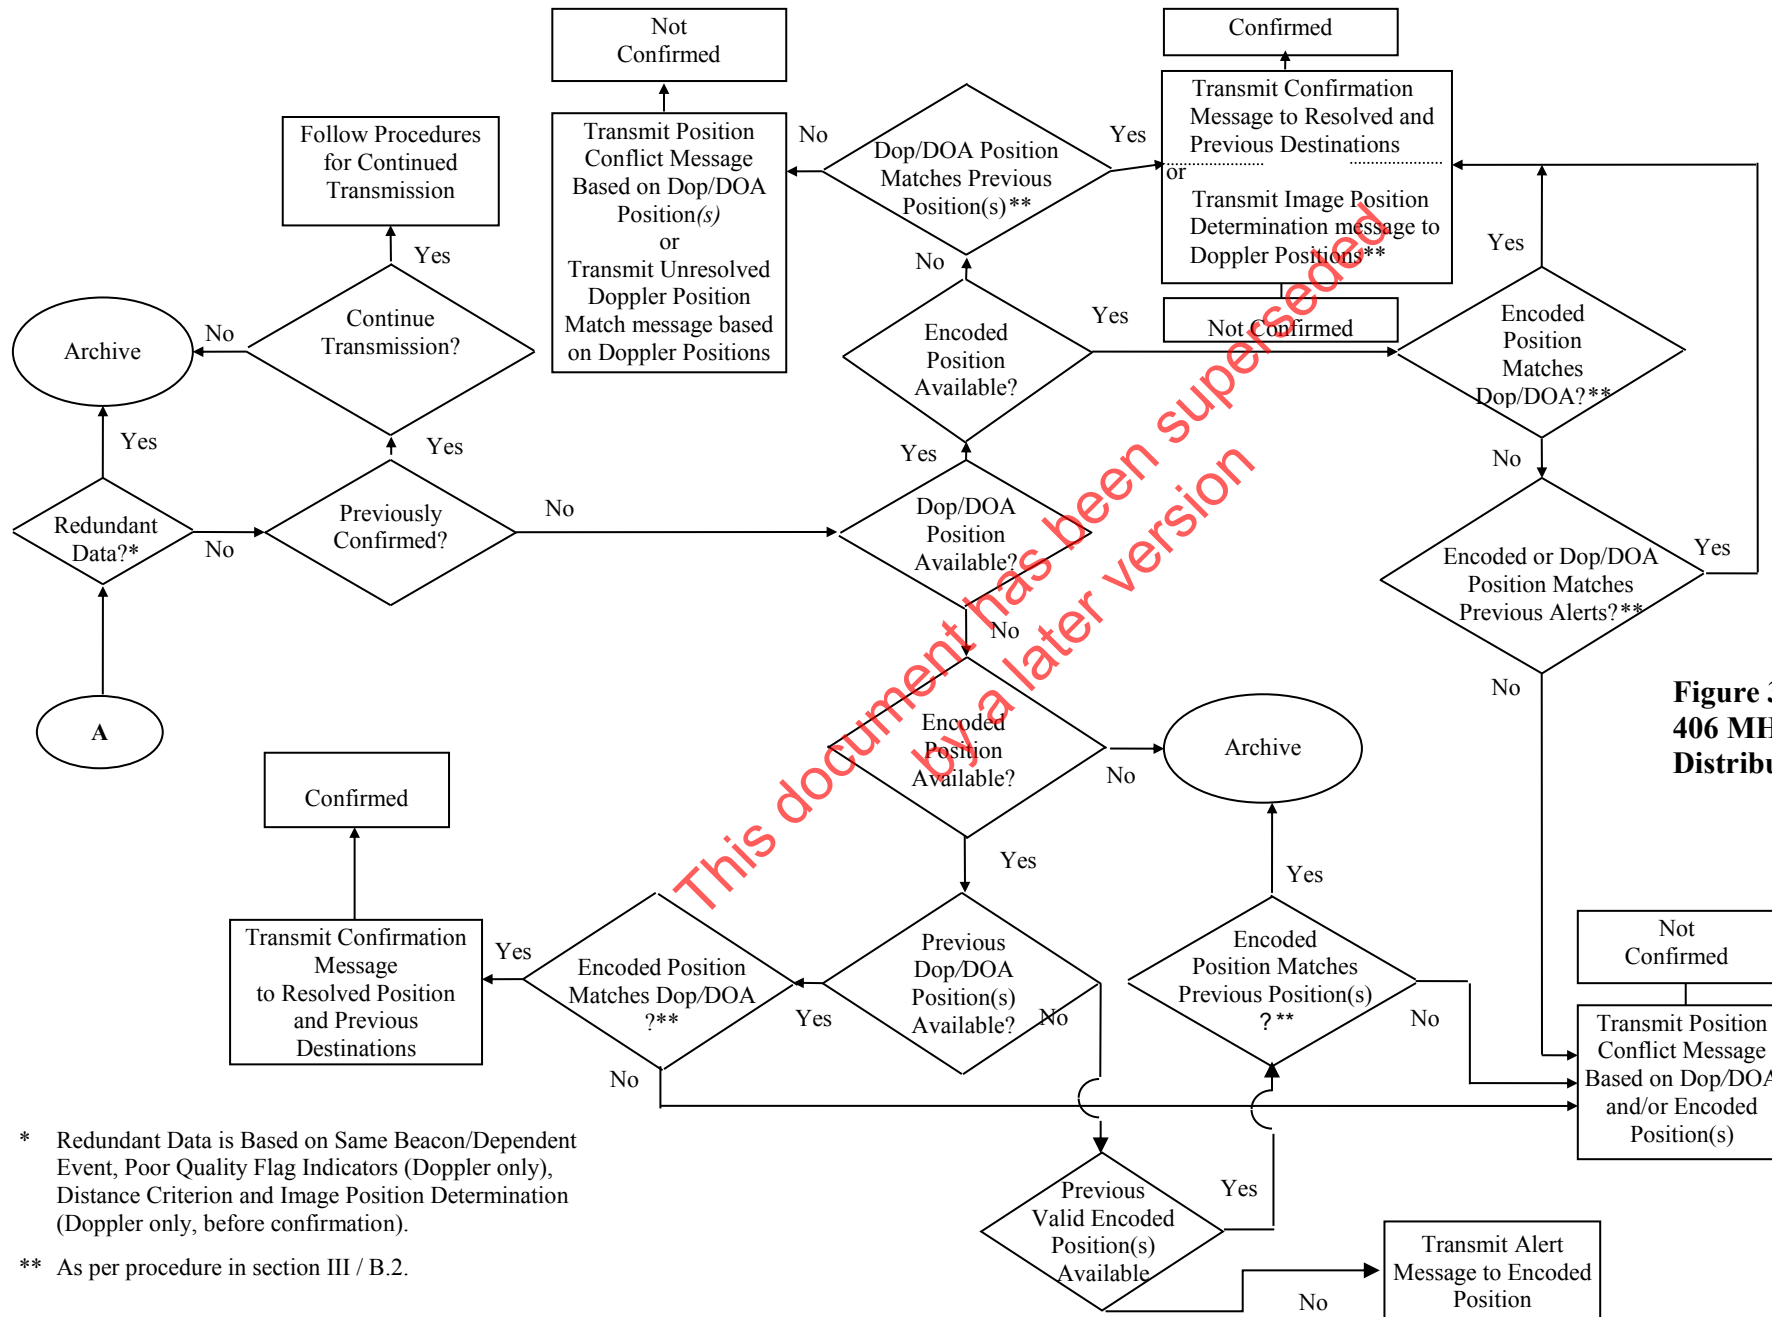 Not
Confirmed
Confirmed
Follow Procedures
for Continued
Transmission
Yes
Transmit Position
Conflict Message
Based on Dop/DOA
Position(s)
or
Transmit Unresolved
Doppler Position
Match message based
on Doppler Positions
No
Dop/DOA Position
Matches Previous
Position(s)**
Yes
No
Transmit Confirmation
Message to Resolved and
Previous Destinations
or
Transmit Image Position
Determination message to
Doppler Positions**
Not Confirmed
Yes
Archive
No
Continue
Transmission?
Yes
Yes
Encoded
Position
Available?
Yes
Yes
Encoded
Position
Matches
Dop/DOA?**
No
Redundant
Data?*
No
Previously
Confirmed?
No
Dop/DOA
Position
Available?
No
Encoded or Dop/DOA
Position Matches
Previous Alerts?**
Yes
No
A
Encoded
Position
Available?
No
Archive
Yes
Yes
Confirmed
Transmit Confirmation
Message
to Resolved Position
and Previous
Destinations
Yes
Encoded Position
Matches Dop/DOA
?**
No
Yes
Previous
Dop/DOA
Position(s)
Available?
No
Encoded
Position Matches
Previous Position(s)
?**
No
Not
Confirmed
Transmit Position
Conflict Message
Based on Dop/DOA
and/or Encoded
Position(s)
Previous
Valid Encoded
Position(s)
Available
Yes
No
Transmit Alert
Message to Encoded
Position
Figure 3
406 MH
Distribu
* Redundant Data is Based on Same Beacon/Dependent
Event, Poor Quality Flag Indicators (Doppler only),
Distance Criterion and Image Position Determination
(Doppler only, before confirmation).
** As per procedure in section III / B.2.
This document has been superseded
by a later version